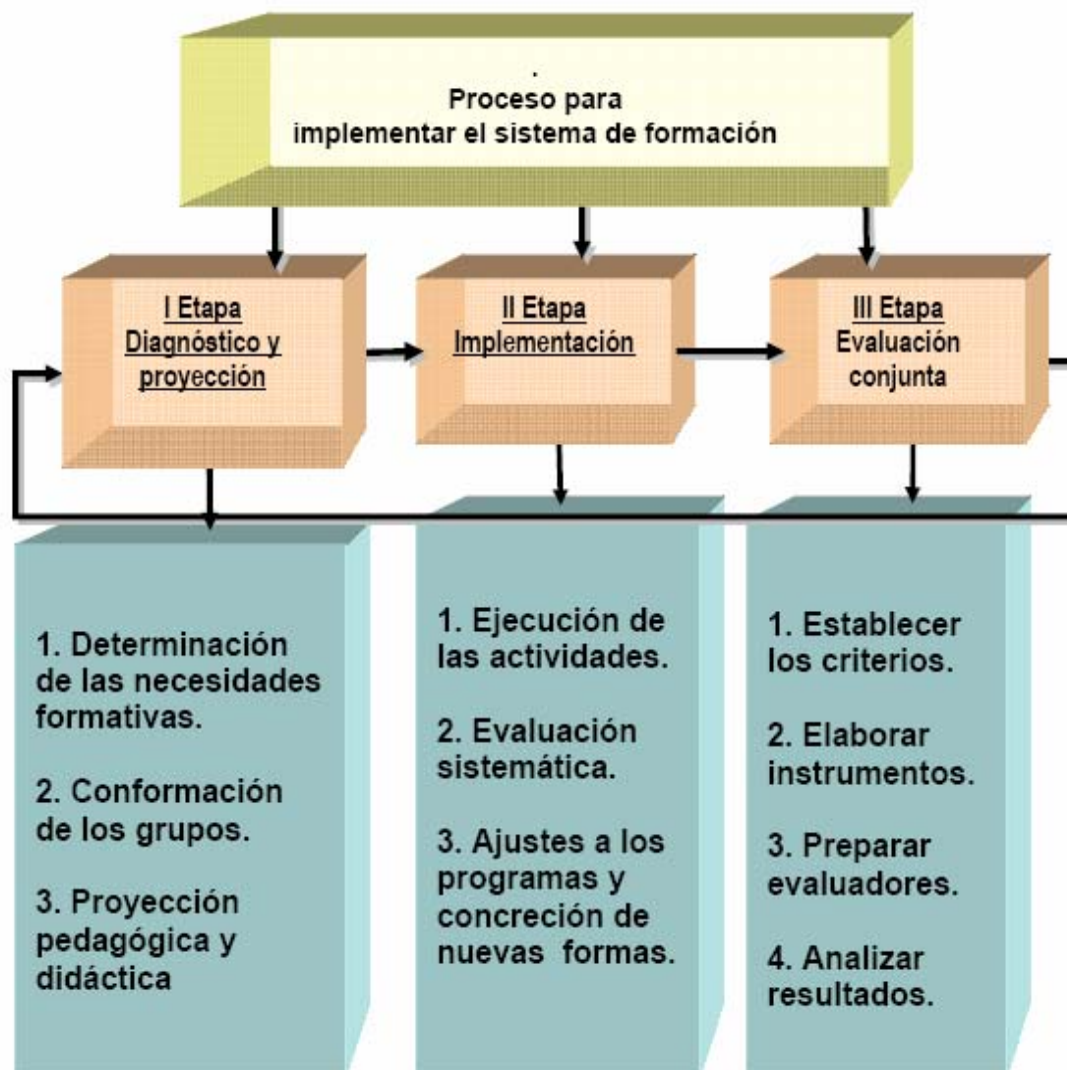 .
Proceso para
implementar el sistema de formación
I Etapa
Diagnóstico y
proyección
II Etapa
Implementación
III Etapa
Evaluación
conjunta
1. Determinación
de las necesidades
formativas.
2. Conformación
de los grupos.
3. Proyección
pedagógica y
didáctica
1. Ejecución de
las actividades.
2. Evaluación
sistemática.
3. Ajustes a los
programas y
concreción de
nuevas  formas.
1. Establecer
los criterios.
2. Elaborar
instrumentos.
3. Preparar
evaluadores.
4. Analizar
resultados.